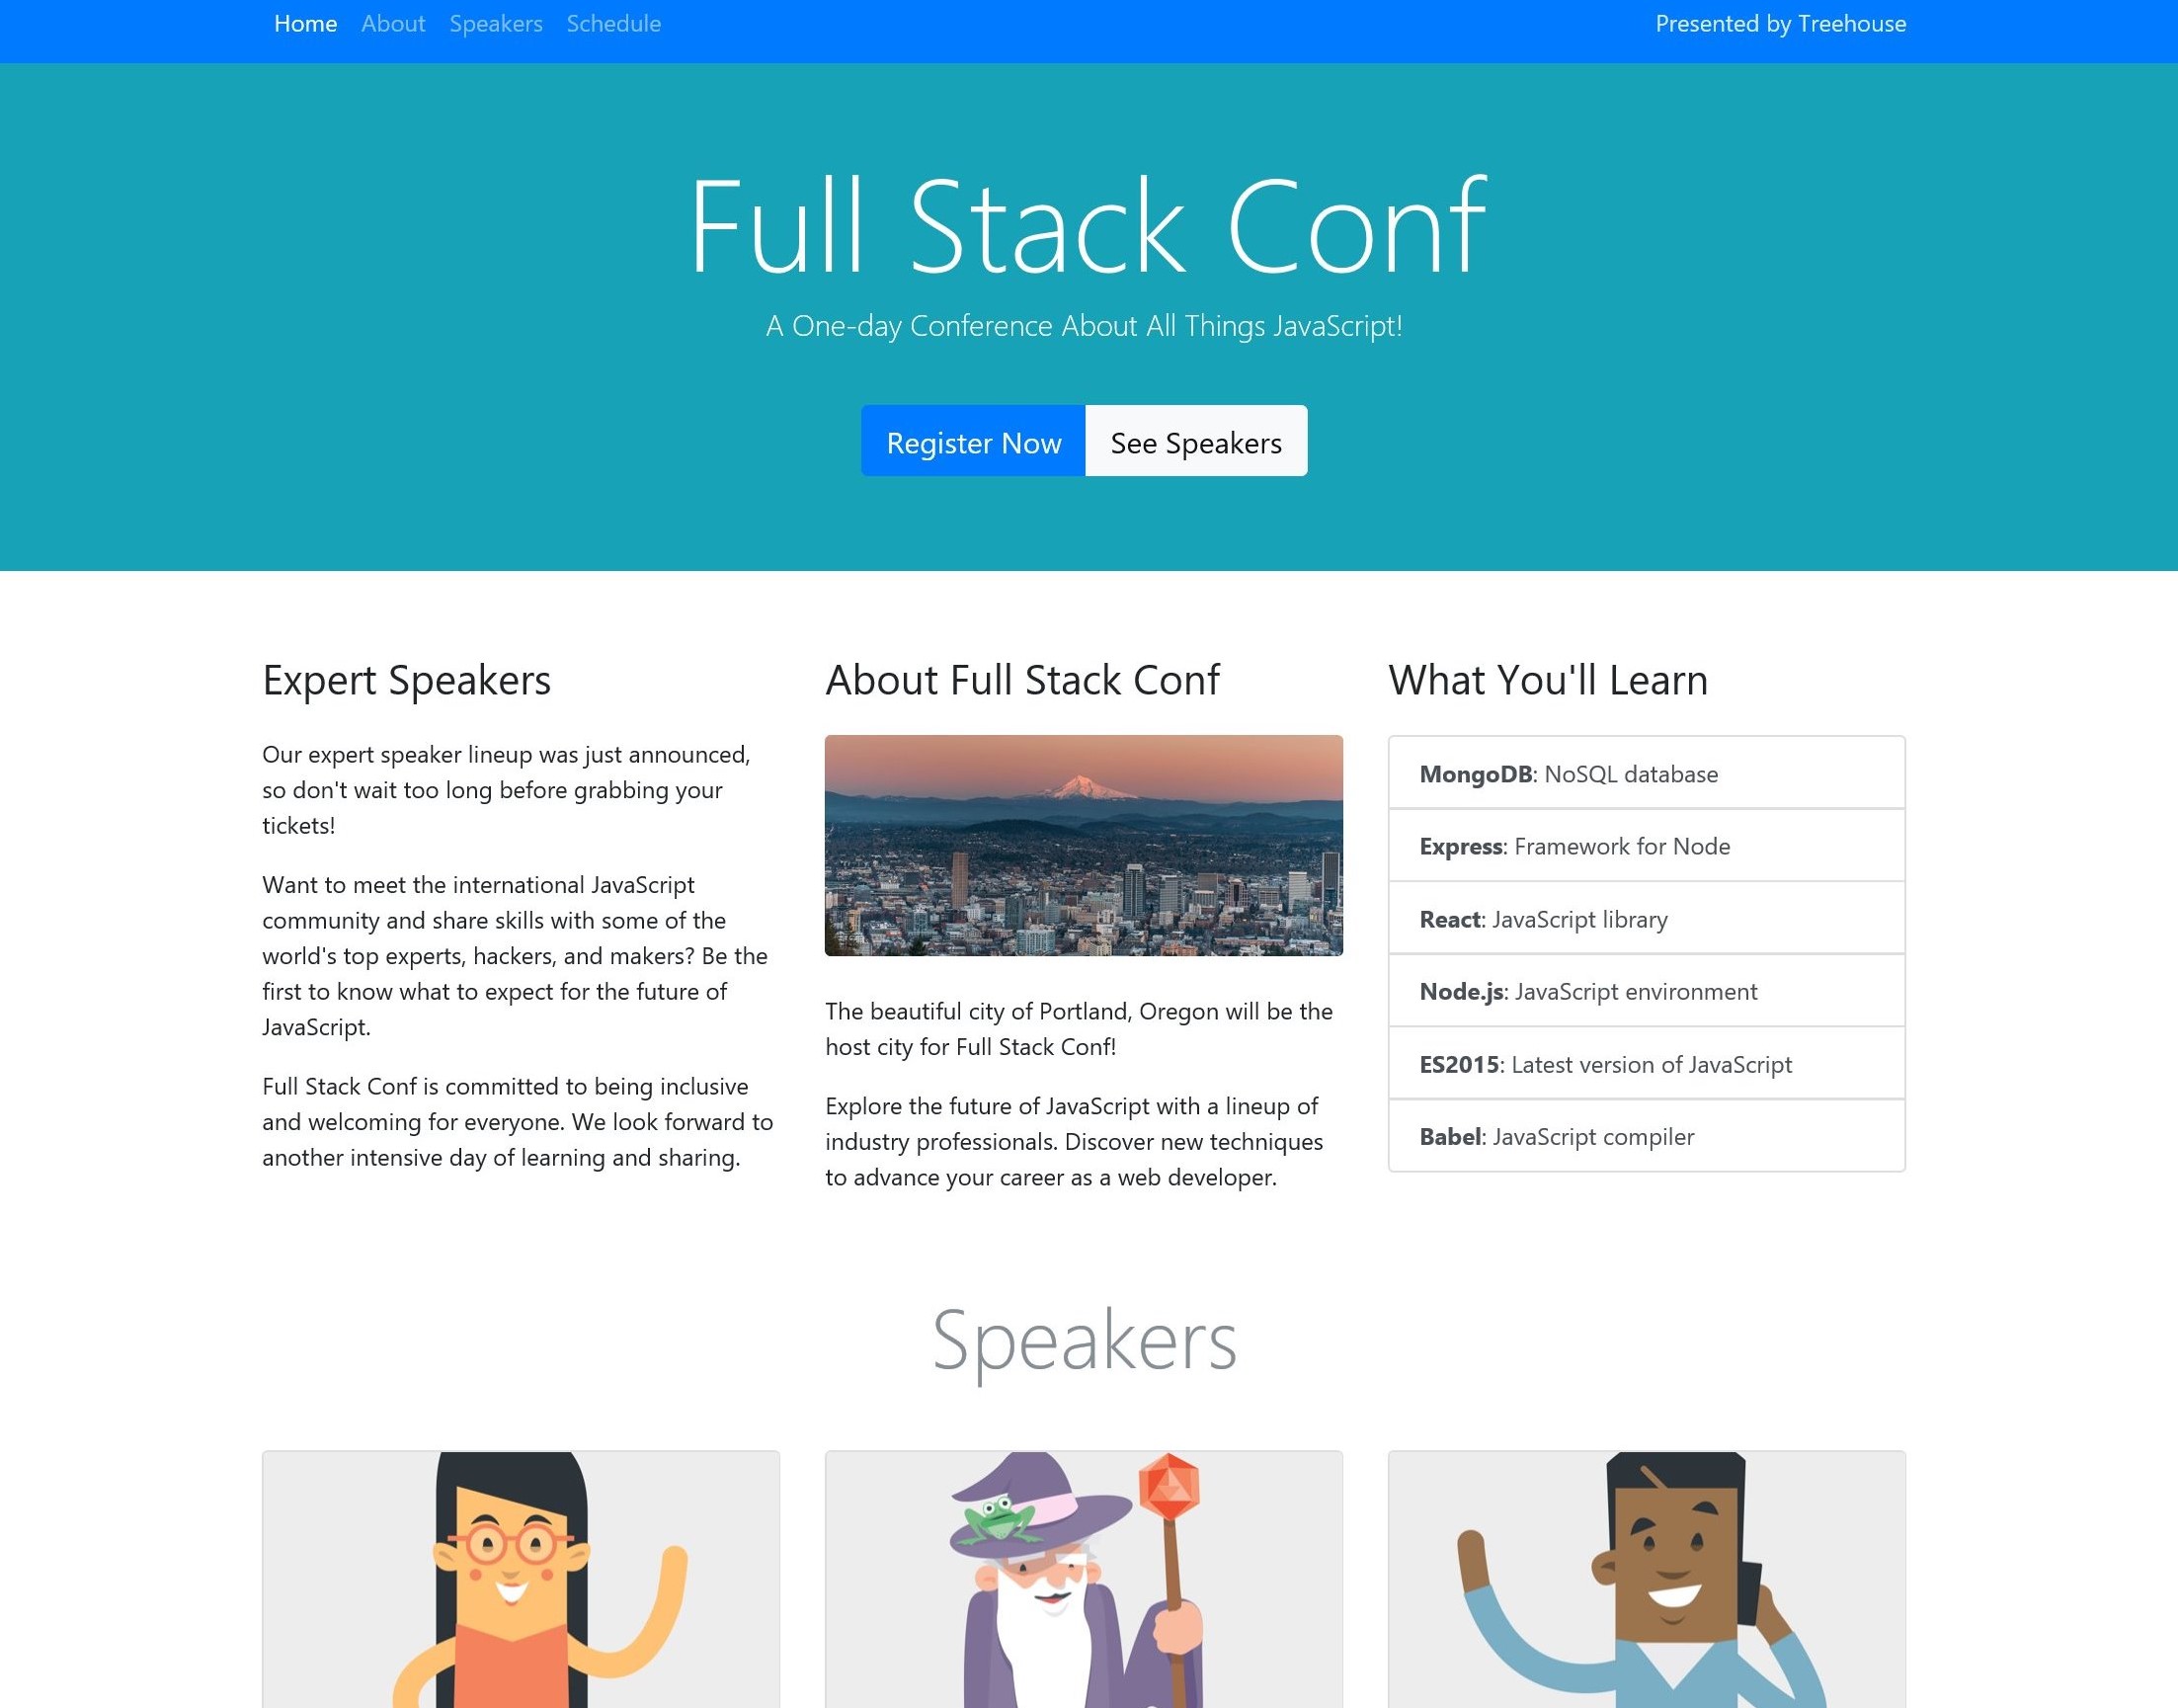 Home About Speakers Schedule Presented by Treehouse
Full Stack Conf
A One-day Conference About All Things JavaScript!
Register Now See Speakers
Expert Speakers
Our expert speaker lineup was just announced,
so don't wait too long before grabbing your
tickets!
Want to meet the international JavaScript
community and share skills with some of the
world's top experts, hackers, and makers? Be the
first to know what to expect for the future of
JavaScript.
Full Stack Conf is committed to being inclusive
and welcoming for everyone. We look forward to
another intensive day of learning and sharing.
About Full Stack Conf
The beautiful city of Portland, Oregon will be the
host city for Full Stack Conf!
Explore the future of JavaScript with a lineup of
industry professionals. Discover new techniques
to advance your career as a web developer.
What You'll Learn
MongoDB: NoSQL database
Express: Framework for Node
React: JavaScript library
Node.js: JavaScript environment
ES2015: Latest version of JavaScript
Babel: JavaScript compiler
Speakers